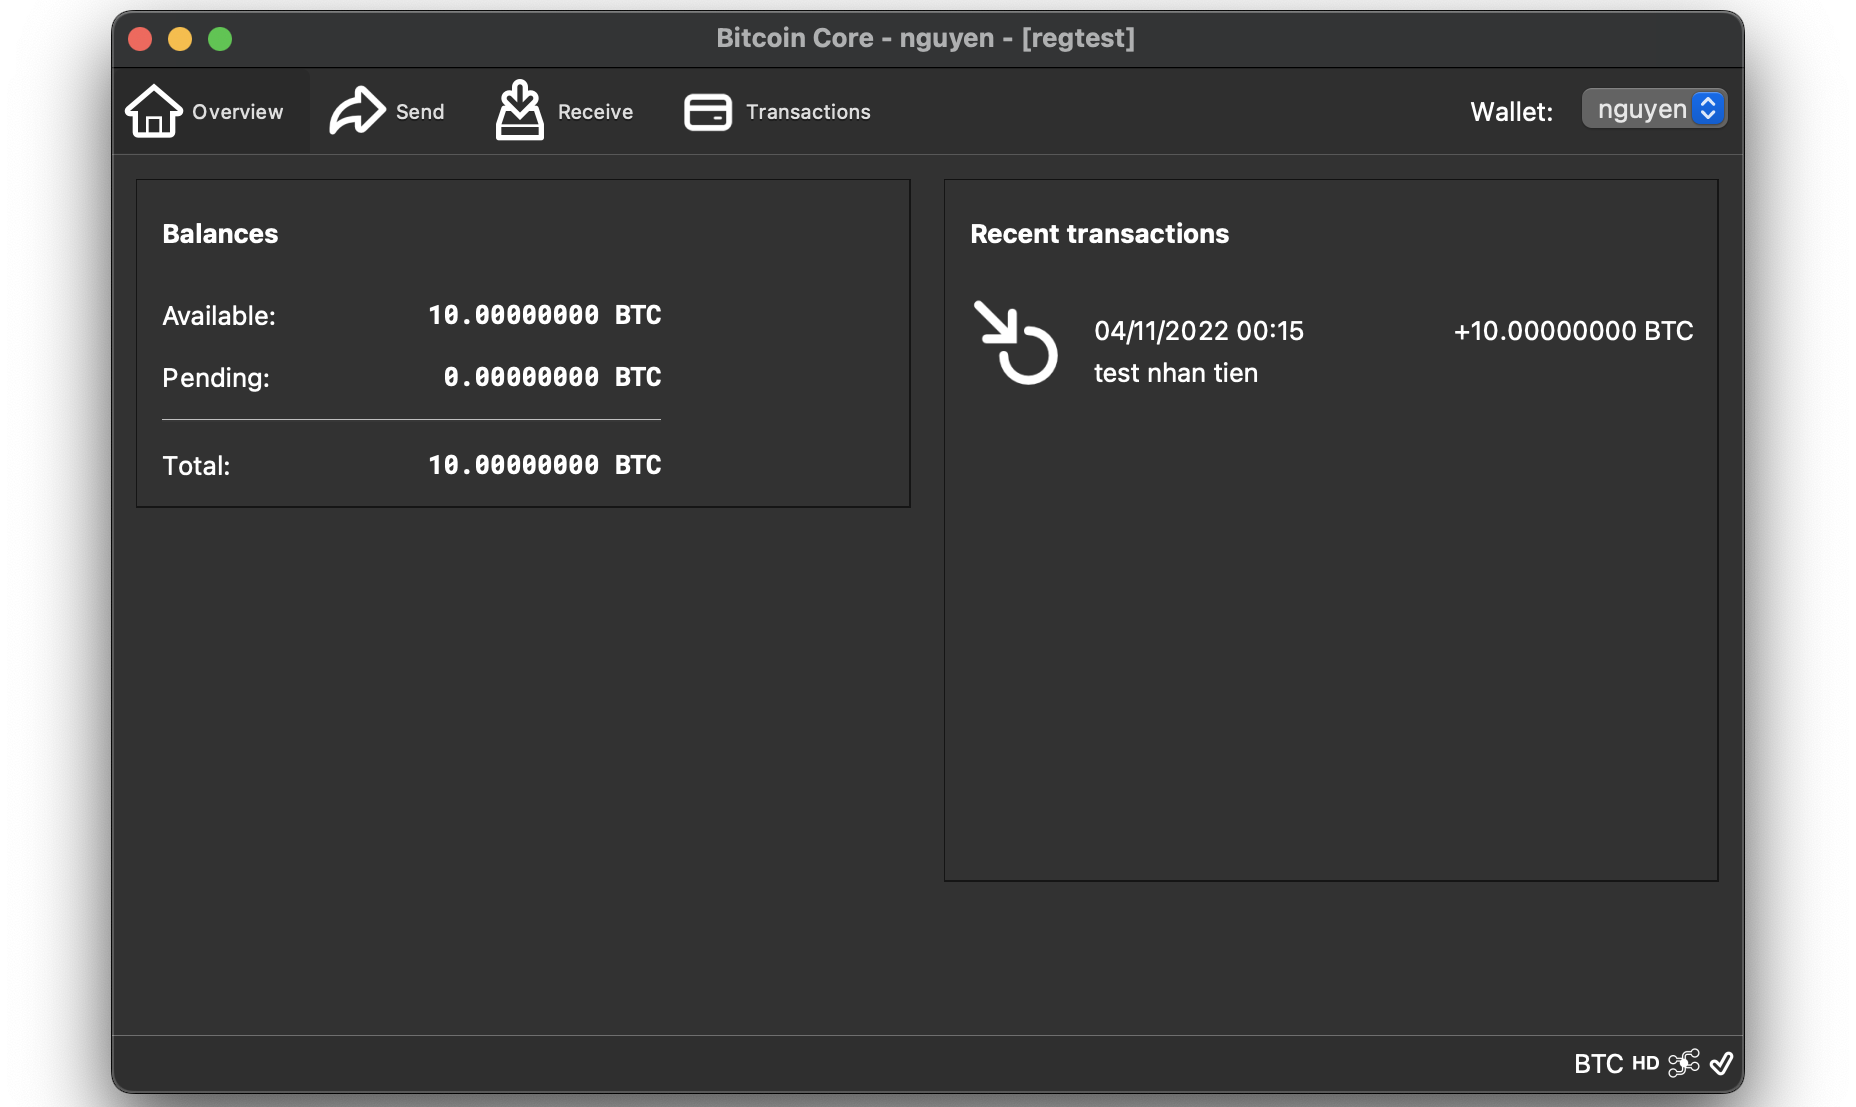 Bitcoin Core - nguyen - [regtest]
Overview
Send
Receive
Transactions
Wallet: nguyen
Balances
Available: 10.00000000 BTC
Pending: 0.00000000 BTC
Total: 10.00000000 BTC
Recent transactions
04/11/2022 00:15 +10.00000000 BTC
test nhan tien
BTC HD